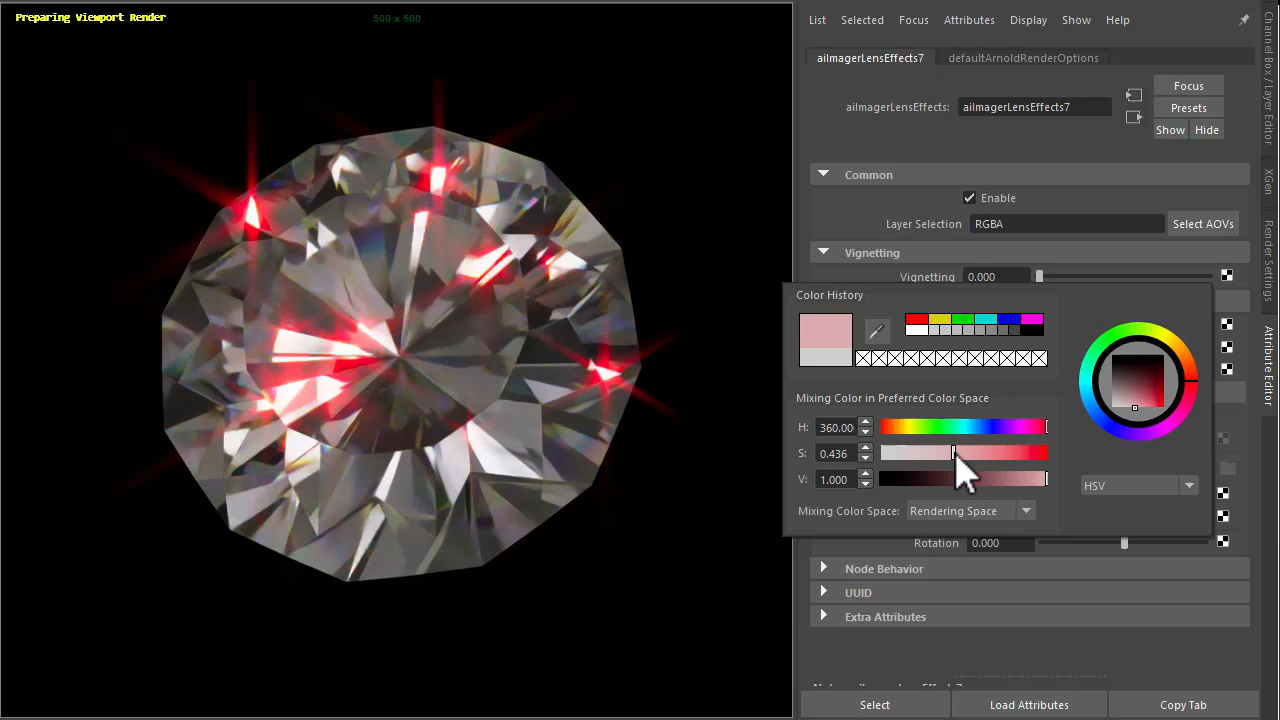 Preparing Viewport Render
500 x 500
List Selected Focus Attributes Display Show Help
aiImagerLensEffects7 defaultArnoldRenderOptions
aiImagerLensEffects: aiImagerLensEffects7
Focus
Presets
Show Hide
Common
Enable
Layer Selection RGBA Select AOVs
Vignetting
Vignetting 0.000
Color History
Mixing Color in Preferred Color Space
H: 360.00
S: 0.436
V: 1.000
HSV
Mixing Color Space: Rendering Space
Rotation 0.000
Node Behavior
UUID
Extra Attributes
Select Load Attributes Copy Tab
Channel Box / Layer Editor
XGen
Render Settings
Attribute Editor